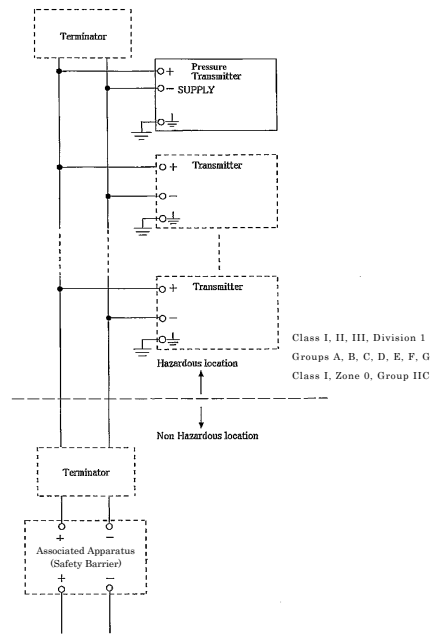 Terminator
+ Pressure
Transmitter
− SUPPLY
+ Transmitter
−
+ Transmitter
−
Class I, II, III, Division 1
Groups A, B, C, D, E, F, G
Class I, Zone 0, Group IIC
Hazardous location
Non Hazardous location
Terminator
+ −
Associated Apparatus
(Safety Barrier)
+ −